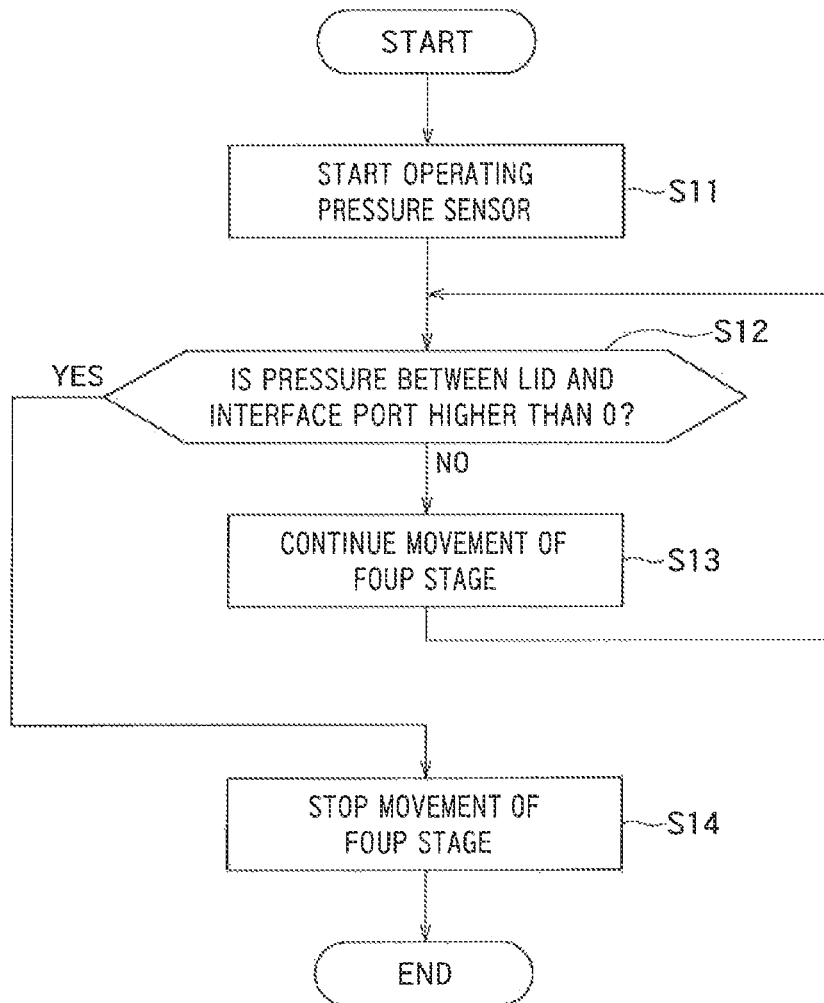 START
START OPERATING
PRESSURE SENSOR
S11
S12
YES
IS PRESSURE BETWEEN LID AND
INTERFACE PORT HIGHER THAN 0?
NO
CONTINUE MOVEMENT OF
FOUP STAGE
S13
STOP MOVEMENT OF
FOUP STAGE
S14
END